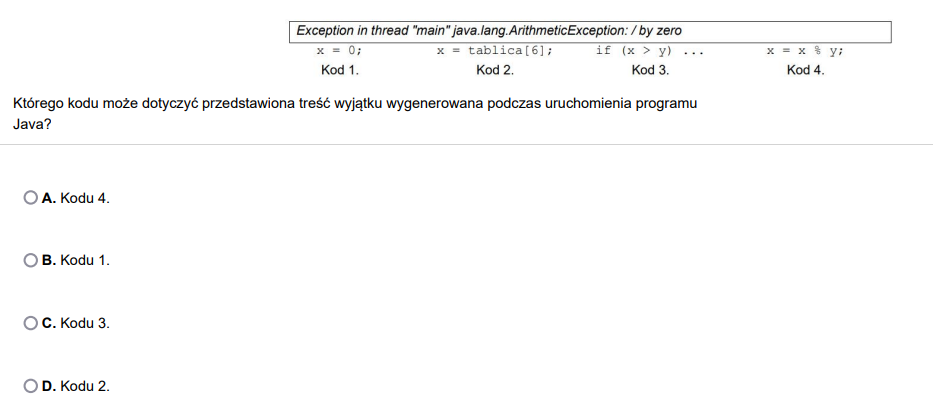 Exception in thread "main" java.lang.ArithmeticException: / by zero
x = 0; x = tablica[6]; if (x > y) ... x = x % y;
Kod 1. Kod 2. Kod 3. Kod 4.
Którego kodu może dotyczyć przedstawiona treść wyjątku wygenerowana podczas uruchomienia programu
Java?
A. Kodu 4.
B. Kodu 1.
C. Kodu 3.
D. Kodu 2.